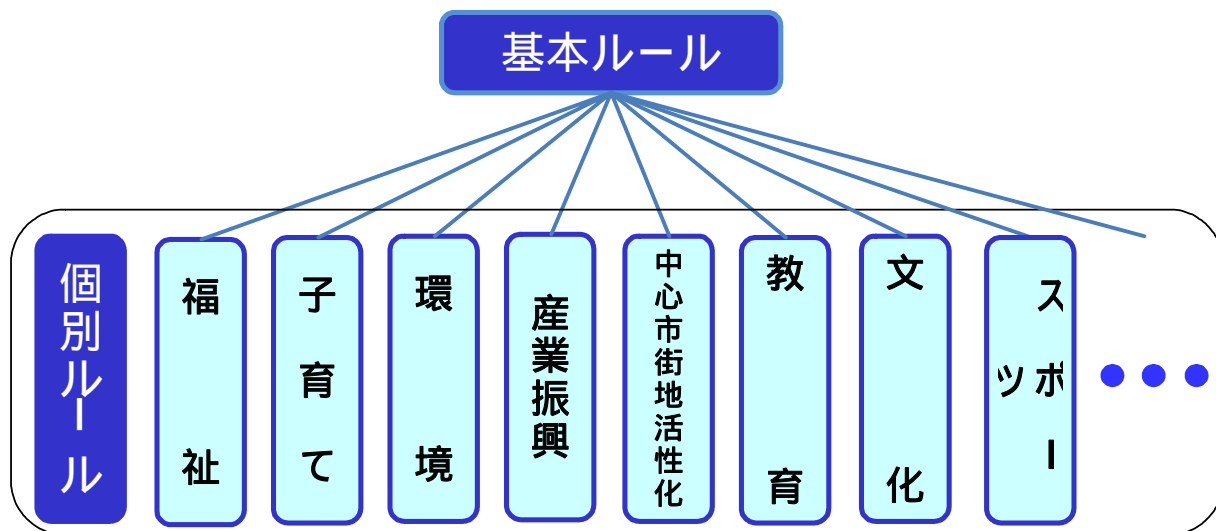 基本ルール
個別ルール
福祉
子育て
環境
産業振興
中心市街地活性化
教育
文化
スポー
ツ